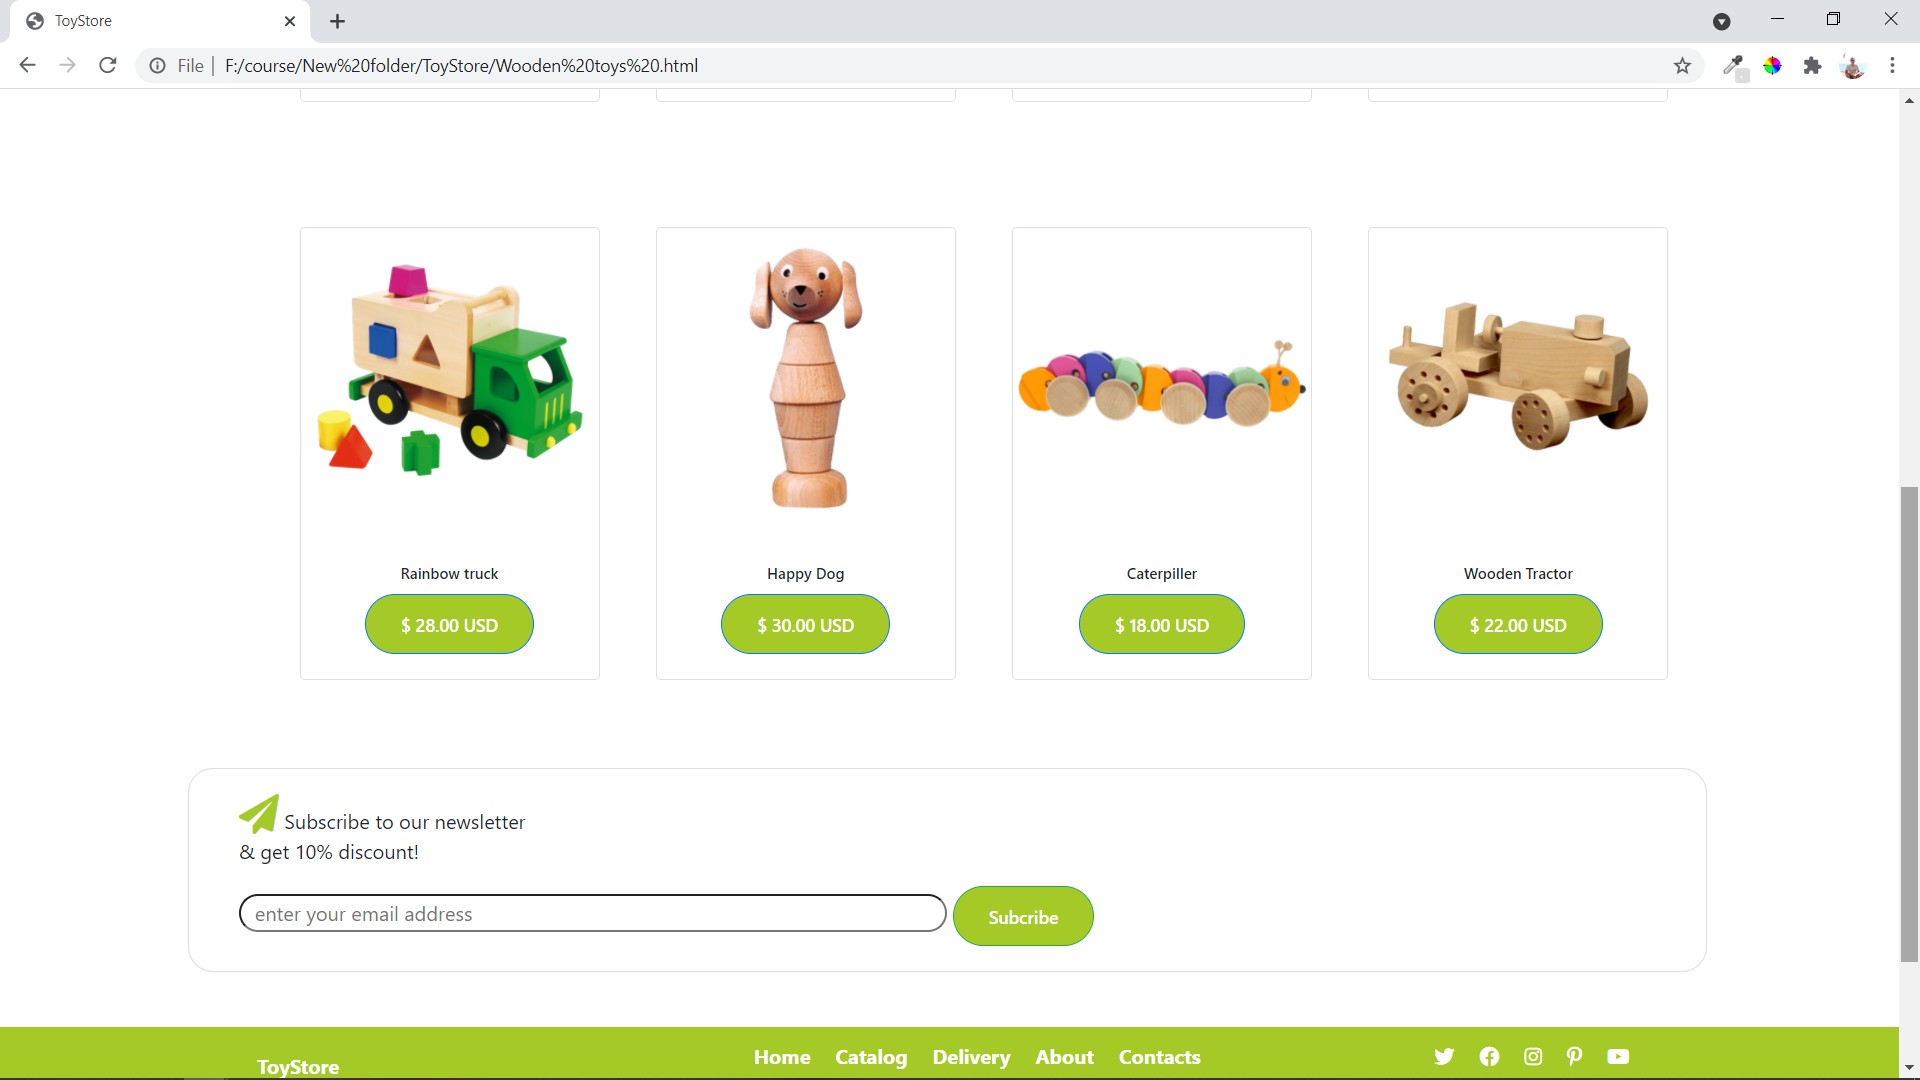 ToyStore
File | F:/course/New%20folder/ToyStore/Wooden%20toys%20.html
Rainbow truck
$ 28.00 USD
Happy Dog
$ 30.00 USD
Caterpiller
$ 18.00 USD
Wooden Tractor
$ 22.00 USD
Subscribe to our newsletter
& get 10% discount!
enter your email address
Subcribe
ToyStore
Home Catalog Delivery About Contacts